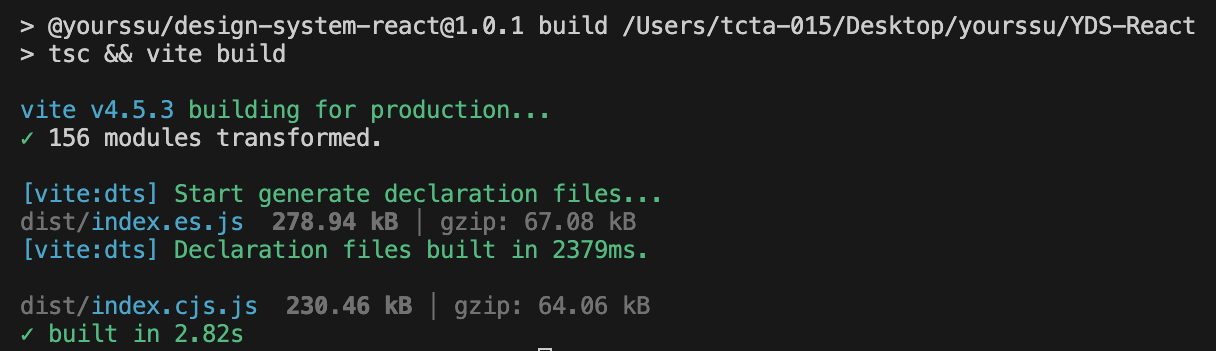 > @yourssu/design-system-react@1.0.1 build /Users/tcta-015/Desktop/yourssu/YDS-React
> tsc && vite build
vite v4.5.3 building for production...
✓ 156 modules transformed.
[vite:dts] Start generate declaration files...
dist/index.es.js  278.94 kB │ gzip: 67.08 kB
[vite:dts] Declaration files built in 2379ms.
dist/index.cjs.js  230.46 kB │ gzip: 64.06 kB
✓ built in 2.82s